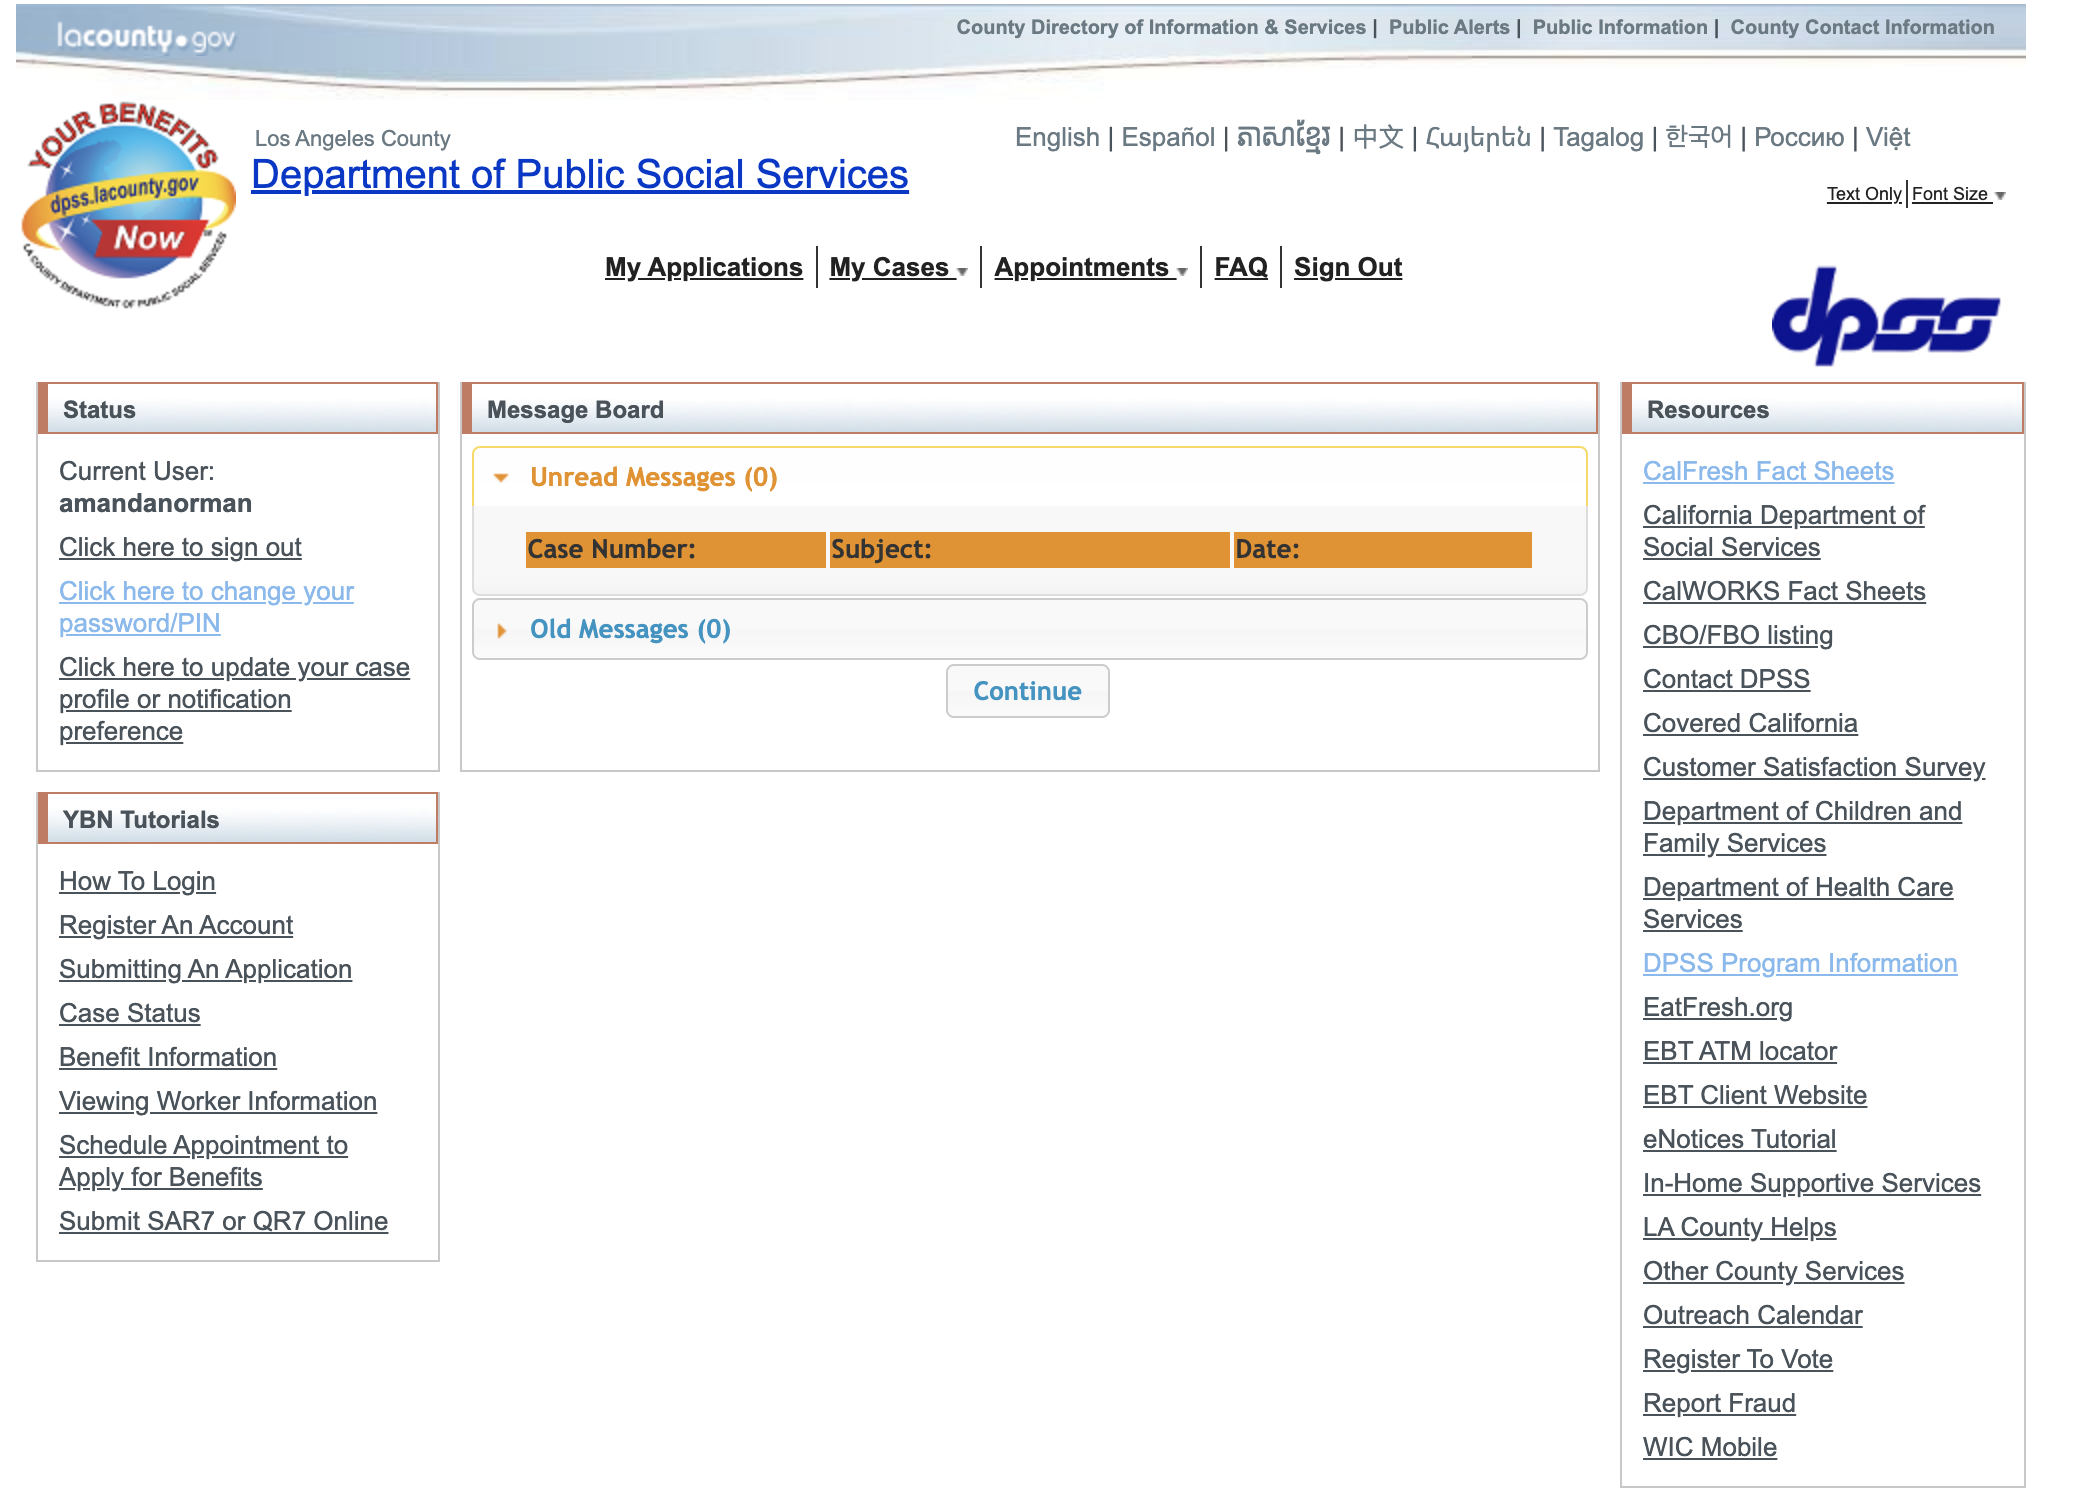 lacounty.gov
County Directory of Information & Services | Public Alerts | Public Information | County Contact Information
YOUR BENEFITS
dpss.lacounty.gov
Now
LA COUNTY DEPARTMENT OF PUBLIC SOCIAL SERVICES
Los Angeles County
Department of Public Social Services
English | Español | ភាសាខ្មែរ | 中文 | Հայերեն | Tagalog | 한국어 | Россию | Việt
Text Only | Font Size
My Applications | My Cases | Appointments | FAQ | Sign Out
dpss
Status
Current User:
amandanorman
Click here to sign out
Click here to change your
password/PIN
Click here to update your case
profile or notification
preference
YBN Tutorials
How To Login
Register An Account
Submitting An Application
Case Status
Benefit Information
Viewing Worker Information
Schedule Appointment to
Apply for Benefits
Submit SAR7 or QR7 Online
Message Board
Unread Messages (0)
Case Number: Subject: Date:
Old Messages (0)
Continue
Resources
CalFresh Fact Sheets
California Department of
Social Services
CalWORKS Fact Sheets
CBO/FBO listing
Contact DPSS
Covered California
Customer Satisfaction Survey
Department of Children and
Family Services
Department of Health Care
Services
DPSS Program Information
EatFresh.org
EBT ATM locator
EBT Client Website
eNotices Tutorial
In-Home Supportive Services
LA County Helps
Other County Services
Outreach Calendar
Register To Vote
Report Fraud
WIC Mobile